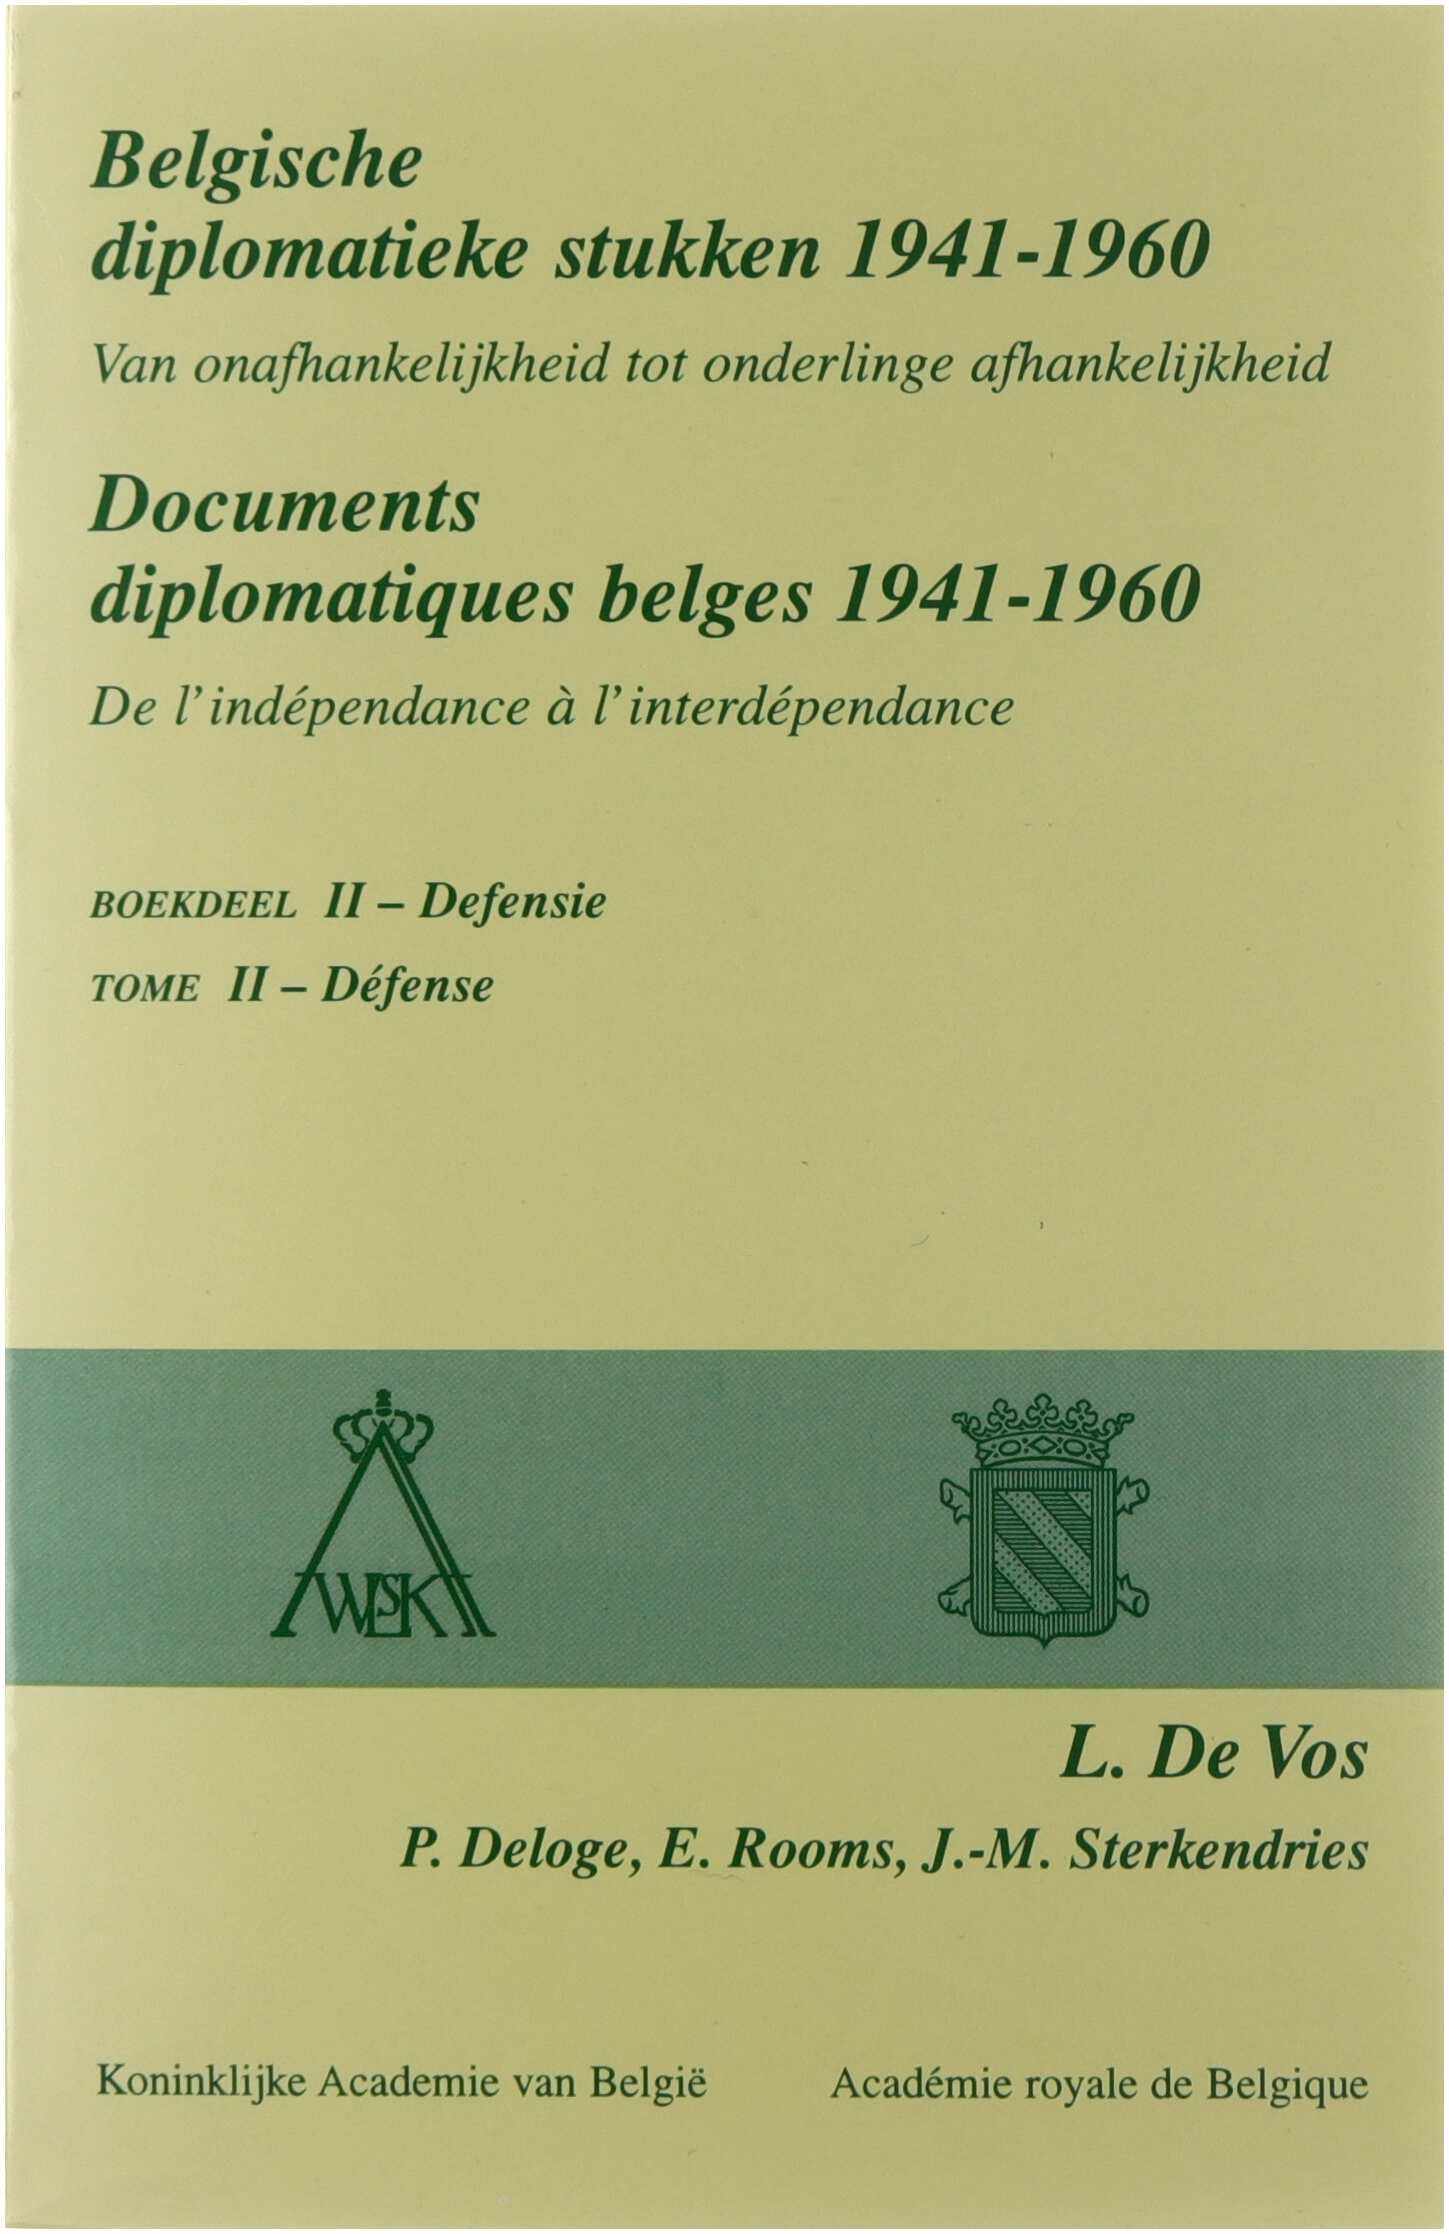 Belgische
diplomatieke stukken 1941-1960
Van onafhankelijkheid tot onderlinge afhankelijkheid
Documents
diplomatiques belges 1941-1960
De l'indépendance à l'interdépendance
BOEKDEEL II – Defensie
TOME II – Défense
L. De Vos
P. Deloge, E. Rooms, J.-M. Sterkendries
Koninklijke Academie van België
Académie royale de Belgique